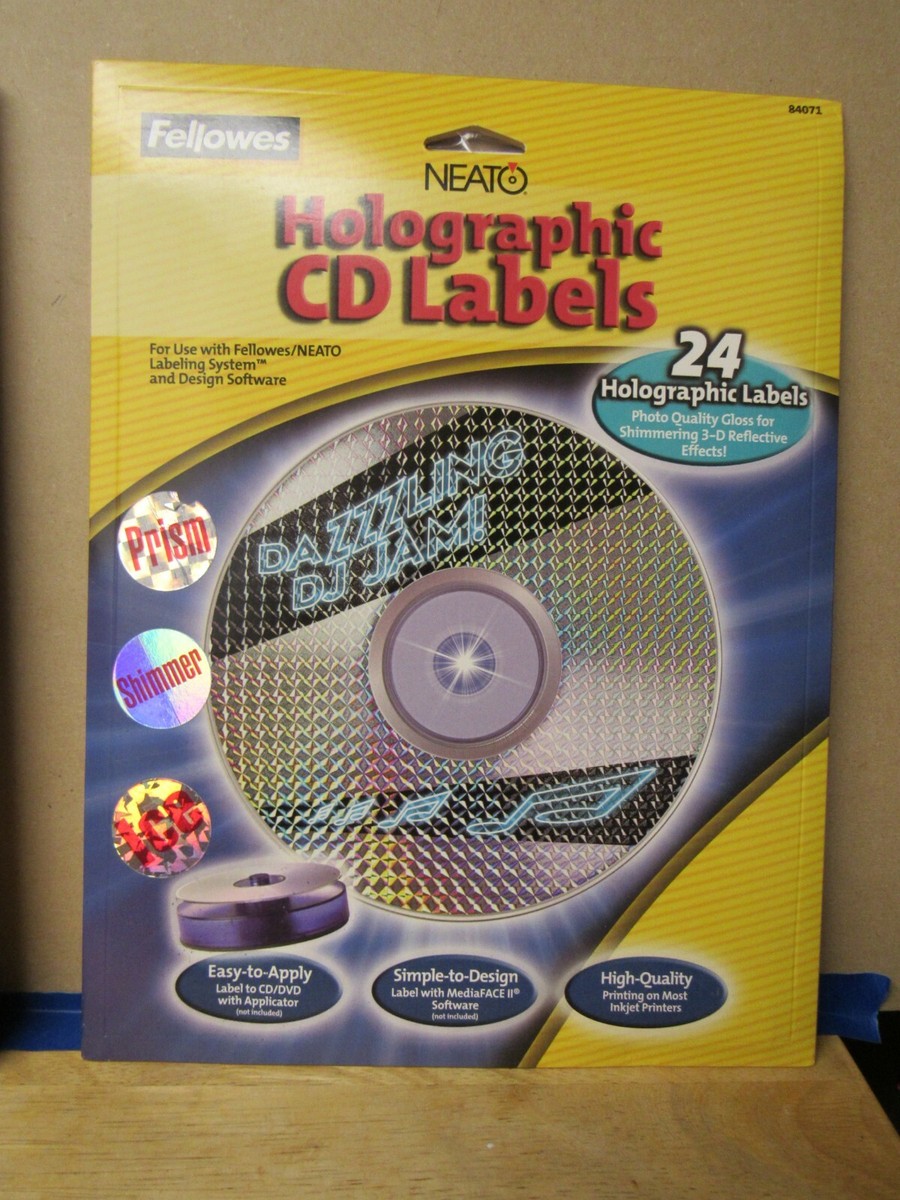 84071
Fellowes
NEATO
Holographic
CD Labels
For Use with Fellowes/NEATO
Labeling System™
and Design Software
24
Holographic Labels
Photo Quality Gloss for
Shimmering 3-D Reflective
Effects!
DAZZZLING
DJ JAM!
Prism
Shimmer
Ice
Easy-to-Apply
Label to CD/DVD
with Applicator
(not included)
Simple-to-Design
Label with MediaFACE II®
Software
(not included)
High-Quality
Printing on Most
Inkjet Printers